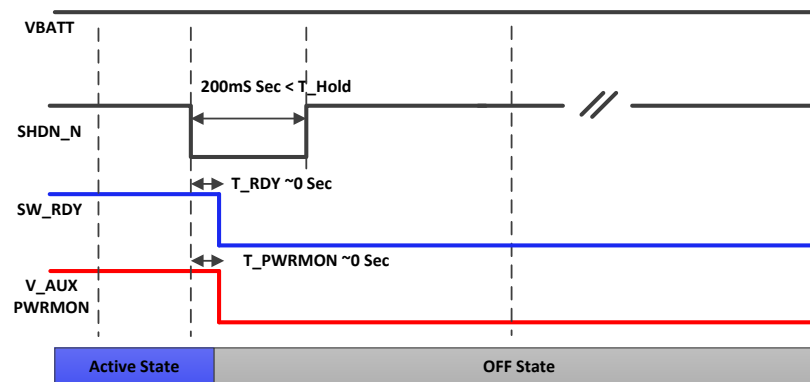 VBATT
200mS Sec < T_Hold
SHDN_N
T_RDY ~0 Sec
SW_RDY
T_PWRMON ~0 Sec
V_AUX
PWRMON
Active State
OFF State